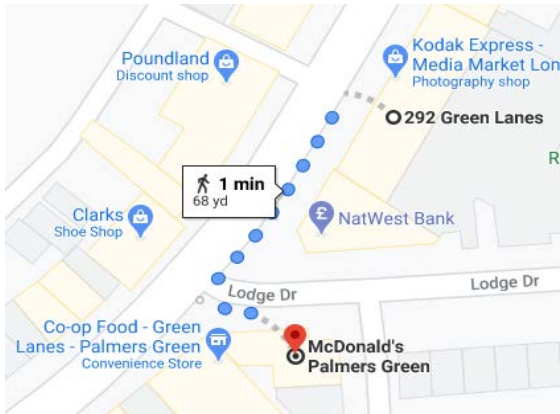 Kodak Express -
Media Market Lon
Photography shop
Poundland
Discount shop
292 Green Lanes
R
1 min
68 yd
Clarks
Shoe Shop
£
NatWest Bank
Lodge Dr
Lodge Dr
Co-op Food - Green
Lanes - Palmers Green
Convenience Store
McDonald's
Palmers Green